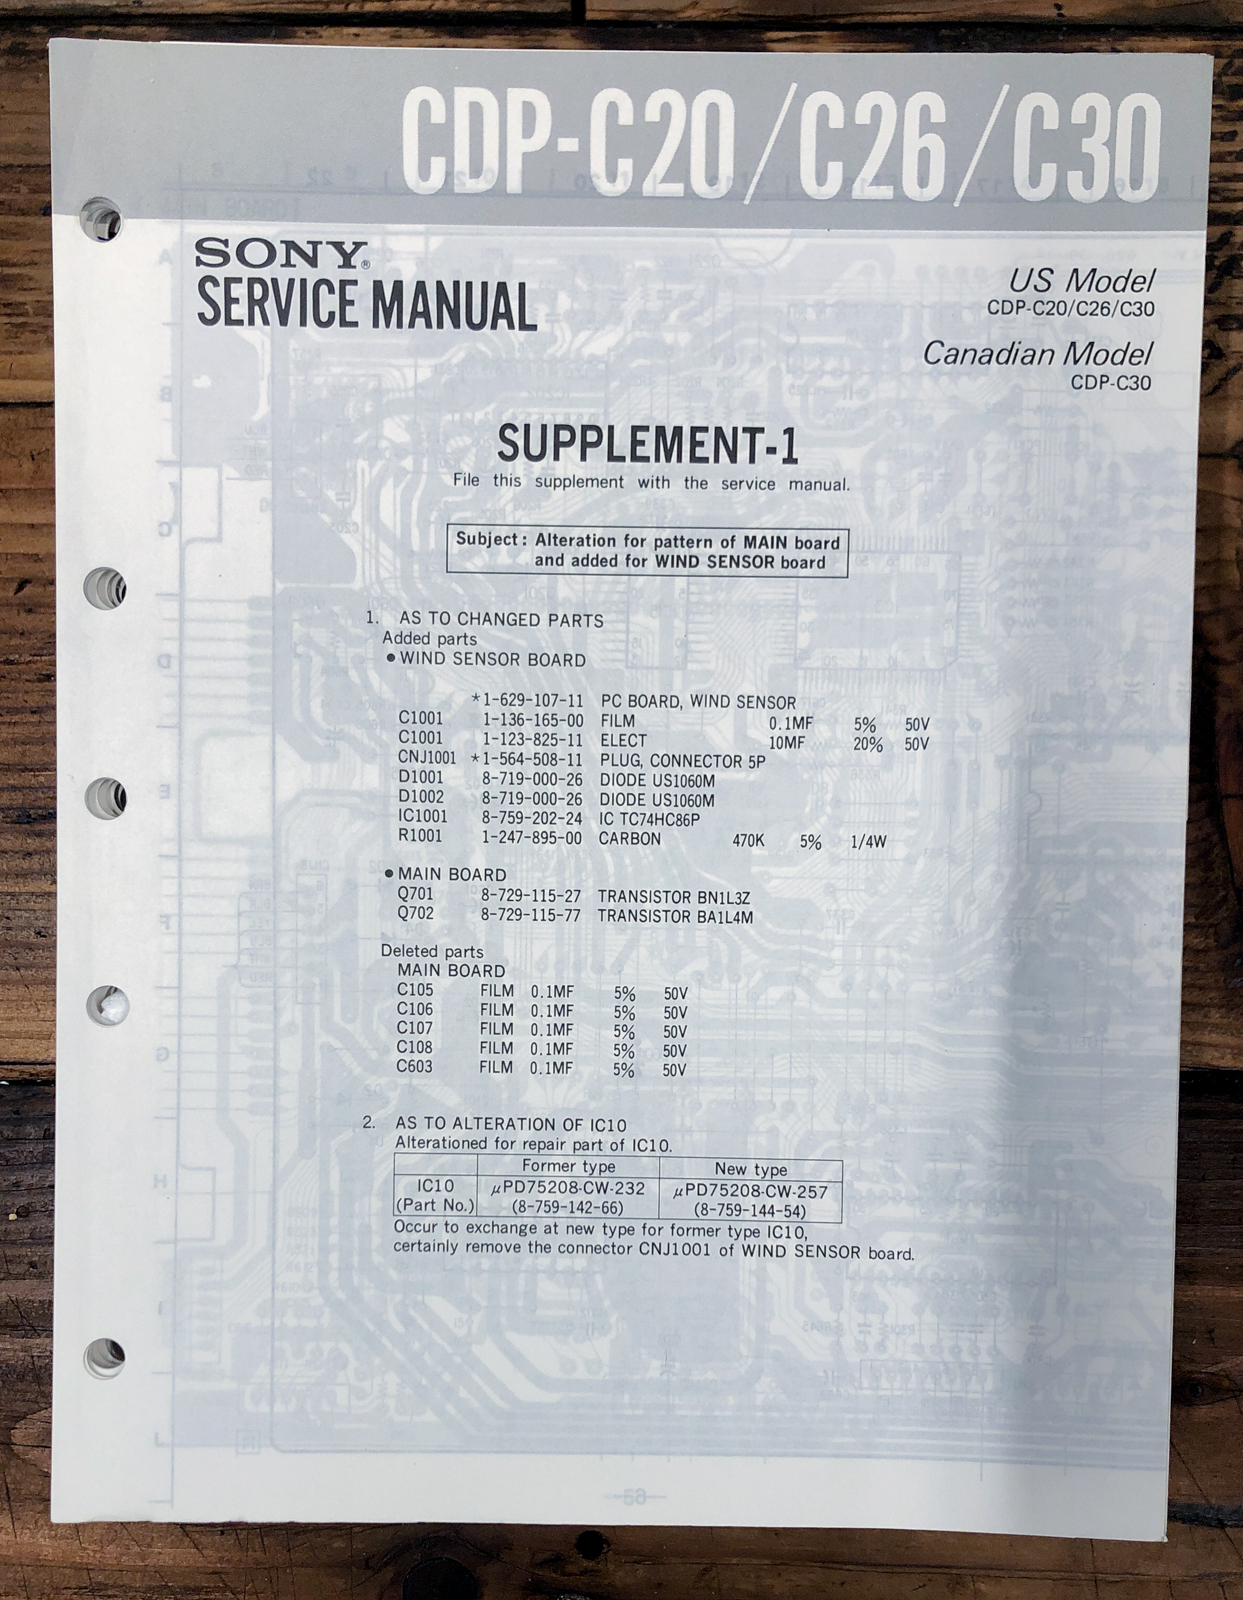 CDP-C20/C26/C30
SONY®
SERVICE MANUAL
US Model
CDP-C20/C26/C30
Canadian Model
CDP-C30
SUPPLEMENT-1
File this supplement with the service manual.
Subject : Alteration for pattern of MAIN board
and added for WIND SENSOR board
1. AS TO CHANGED PARTS
Added parts
● WIND SENSOR BOARD
*1-629-107-11 PC BOARD, WIND SENSOR
C1001 1-136-165-00 FILM 0.1MF 5% 50V
C1001 1-123-825-11 ELECT 10MF 20% 50V
CNJ1001 *1-564-508-11 PLUG, CONNECTOR 5P
D1001 8-719-000-26 DIODE US1060M
D1002 8-719-000-26 DIODE US1060M
IC1001 8-759-202-24 IC TC74HC86P
R1001 1-247-895-00 CARBON 470K 5% 1/4W
● MAIN BOARD
Q701 8-729-115-27 TRANSISTOR BN1L3Z
Q702 8-729-115-77 TRANSISTOR BA1L4M
Deleted parts
MAIN BOARD
C105 FILM 0.1MF 5% 50V
C106 FILM 0.1MF 5% 50V
C107 FILM 0.1MF 5% 50V
C108 FILM 0.1MF 5% 50V
C603 FILM 0.1MF 5% 50V
2. AS TO ALTERATION OF IC10
Alterationed for repair part of IC10.
Former type New type
IC10 μPD75208-CW-232 μPD75208-CW-257
(Part No.) (8-759-142-66) (8-759-144-54)
Occur to exchange at new type for former type IC10,
certainly remove the connector CNJ1001 of WIND SENSOR board.